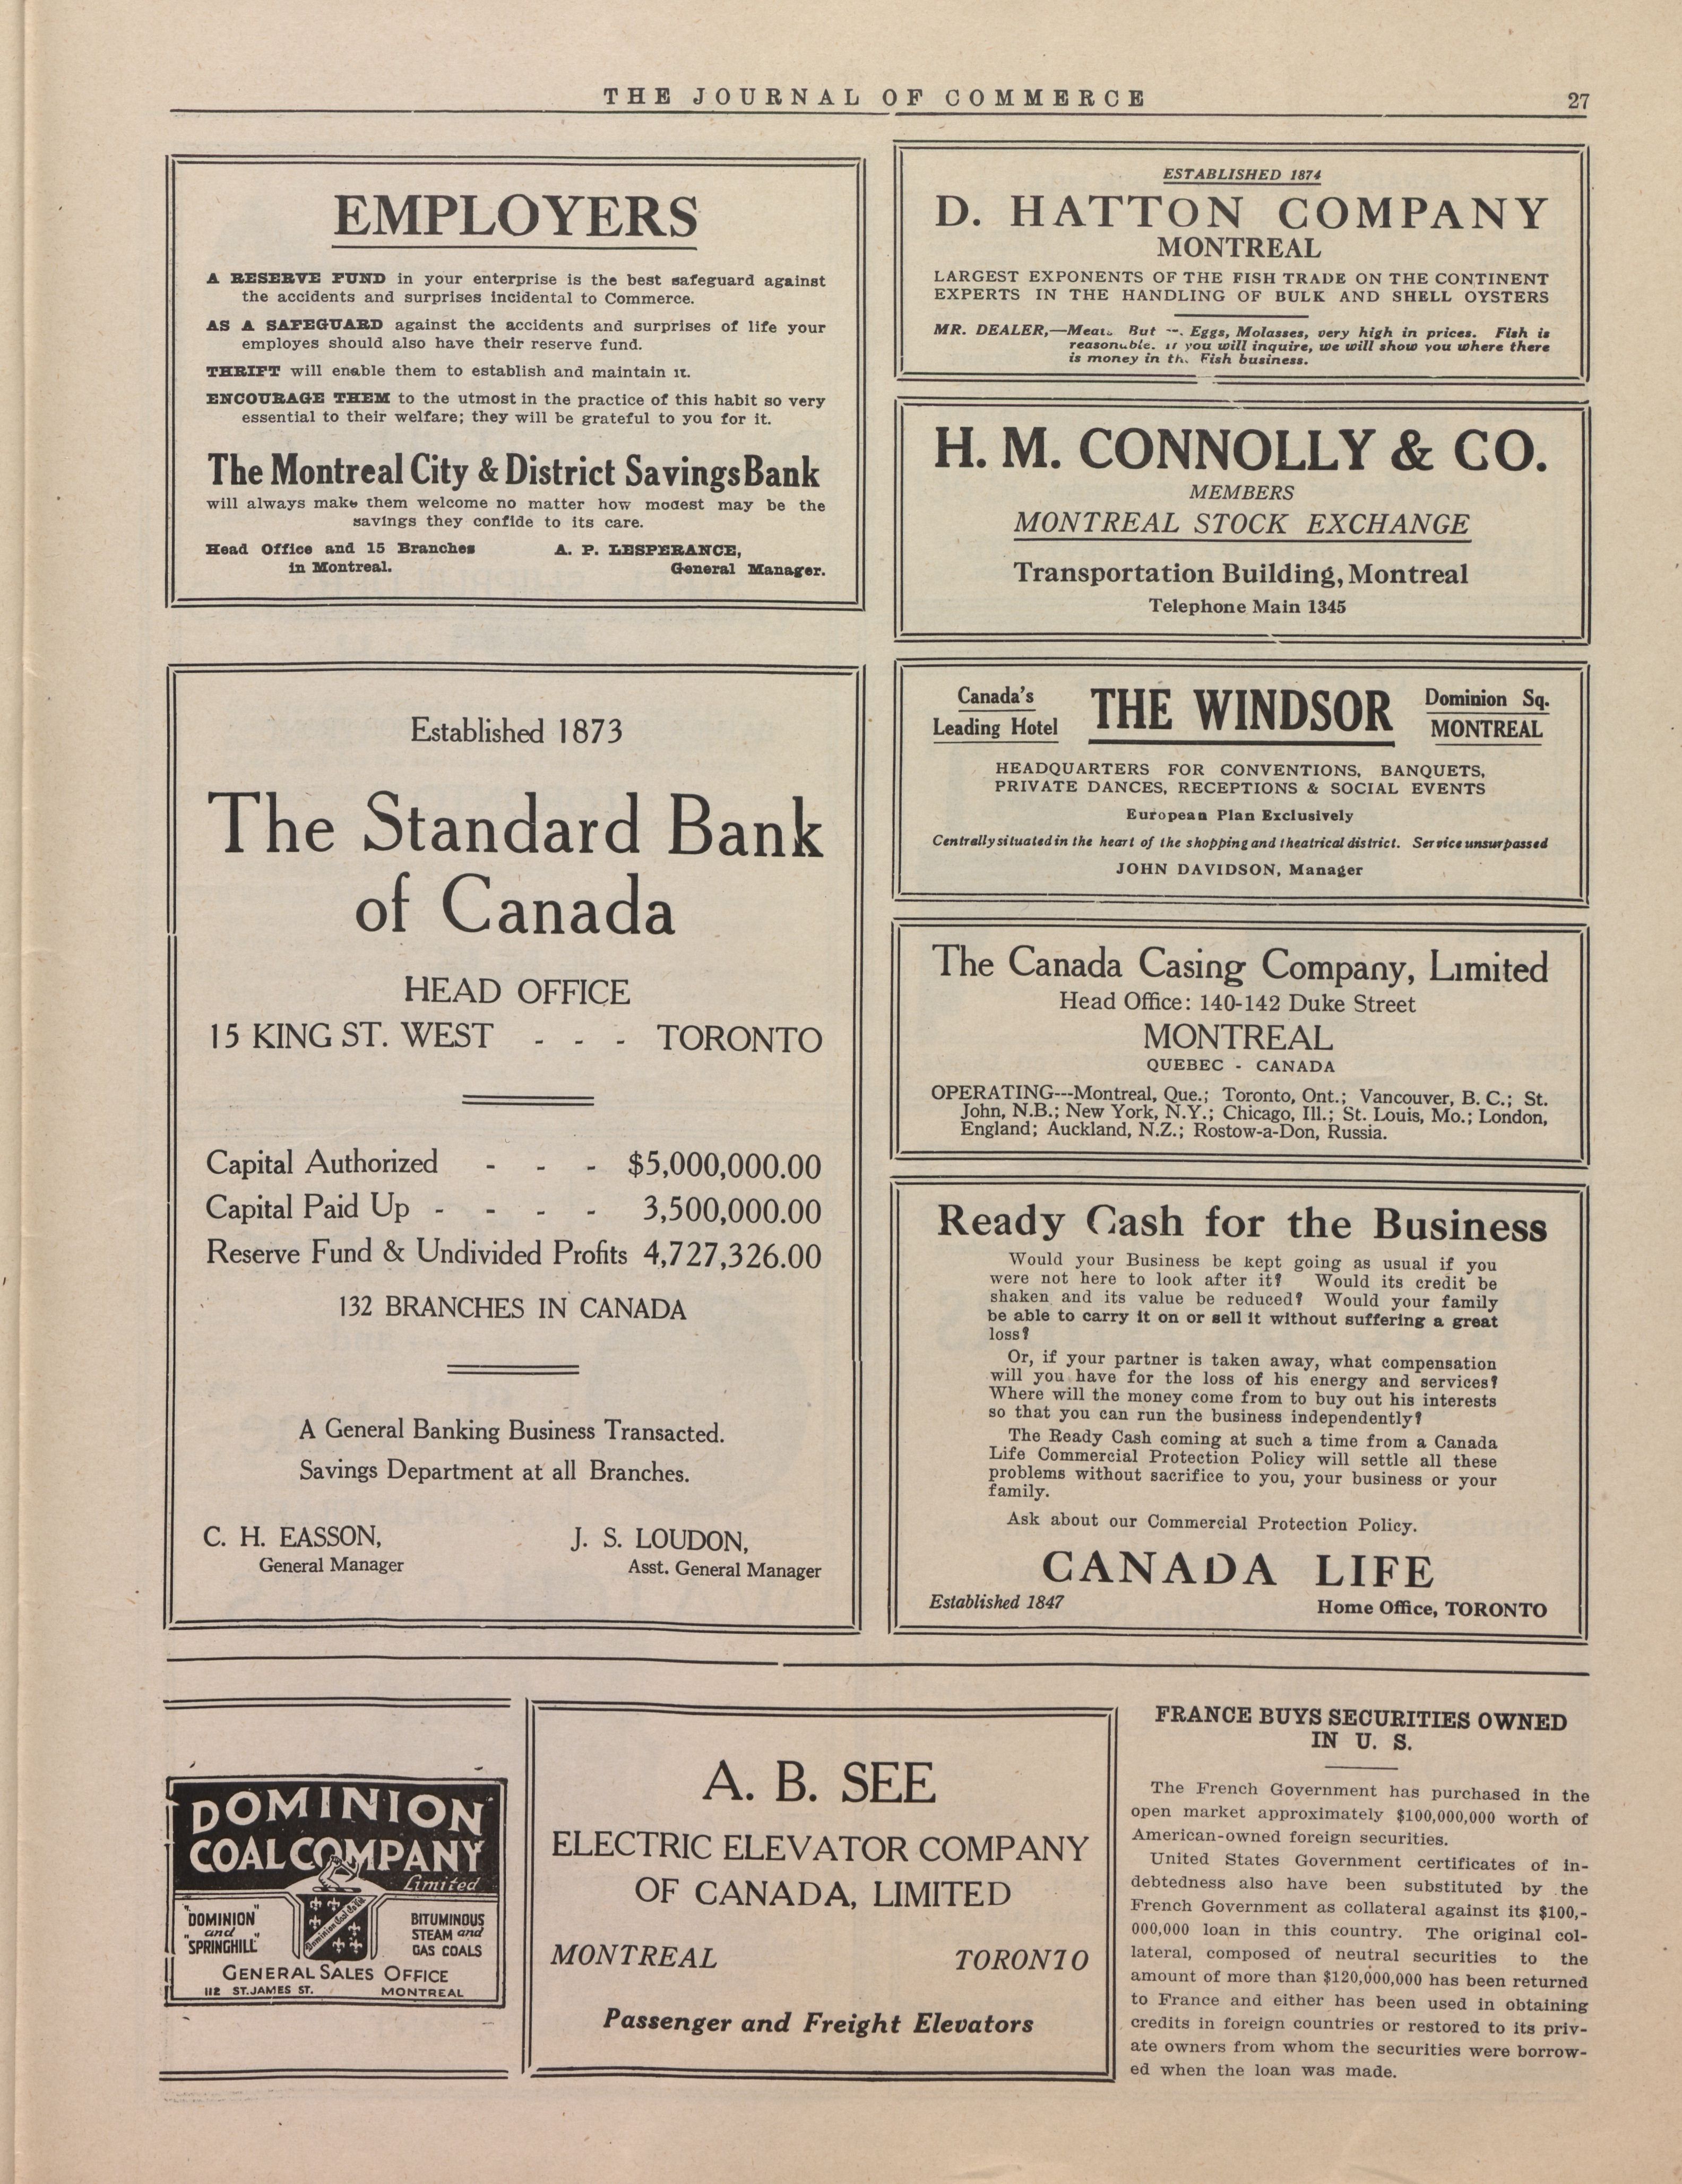 THE JOURNAL OF COMMERCE
27
EMPLOYERS
A RESERVE FUND in your enterprise is the best safeguard against
the accidents and surprises incidental to Commerce.
AS A SAFEGUARD against the accidents and surprises of life your
employes should also have their reserve fund.
THRIFT will enable them to establish and maintain it.
ENCOURAGE THEM to the utmost in the practice of this habit so very
essential to their welfare; they will be grateful to you for it.
The Montreal City & District Savings Bank
will always make them welcome no matter how modest may be the
savings they confide to its care.
Head Office and 15 Branches
in Montreal.
A. P. LESPERANCE,
General Manager.
Established 1873
The Standard Bank
of Canada
HEAD OFFICE
15 KING ST. WEST - - - TORONTO
Capital Authorized - - - $5,000,000.00
Capital Paid Up - - - - 3,500,000.00
Reserve Fund & Undivided Profits 4,727,326.00
132 BRANCHES IN CANADA
A General Banking Business Transacted.
Savings Department at all Branches.
C. H. EASSON,
General Manager
J. S. LOUDON,
Asst. General Manager
ESTABLISHED 1874
D. HATTON COMPANY
MONTREAL
LARGEST EXPONENTS OF THE FISH TRADE ON THE CONTINENT
EXPERTS IN THE HANDLING OF BULK AND SHELL OYSTERS
MR. DEALER,—Meats But Eggs, Molasses, very high in prices. Fish is
reasonable. If you will inquire, we will show you where there
is money in the Fish business.
H. M. CONNOLLY & CO.
MEMBERS
MONTREAL STOCK EXCHANGE
Transportation Building, Montreal
Telephone Main 1345
Canada's
Leading Hotel
THE WINDSOR
Dominion Sq.
MONTREAL
HEADQUARTERS FOR CONVENTIONS, BANQUETS,
PRIVATE DANCES, RECEPTIONS & SOCIAL EVENTS
European Plan Exclusively
Centrally situated in the heart of the shopping and theatrical district. Service unsurpassed
JOHN DAVIDSON, Manager
The Canada Casing Company, Limited
Head Office: 140-142 Duke Street
MONTREAL
QUEBEC - CANADA
OPERATING---Montreal, Que.; Toronto, Ont.; Vancouver, B. C.; St.
John, N.B.; New York, N.Y.; Chicago, Ill.; St. Louis, Mo.; London,
England; Auckland, N.Z.; Rostow-a-Don, Russia.
Ready Cash for the Business
Would your Business be kept going as usual if you
were not here to look after it? Would its credit be
shaken and its value be reduced? Would your family
be able to carry it on or sell it without suffering a great
loss?
Or, if your partner is taken away, what compensation
will you have for the loss of his energy and services?
Where will the money come from to buy out his interests
so that you can run the business independently?
The Ready Cash coming at such a time from a Canada
Life Commercial Protection Policy will settle all these
problems without sacrifice to you, your business or your
family.
Ask about our Commercial Protection Policy.
CANADA LIFE
Established 1847
Home Office, TORONTO
DOMINION
COAL COMPANY
Limited
"DOMINION"
and
"SPRINGHILL"
Dominion Coal Co Ltd
BITUMINOUS
STEAM and
GAS COALS
GENERAL SALES OFFICE
112 ST. JAMES ST. MONTREAL
A. B. SEE
ELECTRIC ELEVATOR COMPANY
OF CANADA, LIMITED
MONTREAL TORONTO
Passenger and Freight Elevators
FRANCE BUYS SECURITIES OWNED
IN U. S.
The French Government has purchased in the
open market approximately $100,000,000 worth of
American-owned foreign securities.
United States Government certificates of in-
debtedness also have been substituted by the
French Government as collateral against its $100,-
000,000 loan in this country. The original col-
lateral, composed of neutral securities to the
amount of more than $120,000,000 has been returned
to France and either has been used in obtaining
credits in foreign countries or restored to its priv-
ate owners from whom the securities were borrow-
ed when the loan was made.